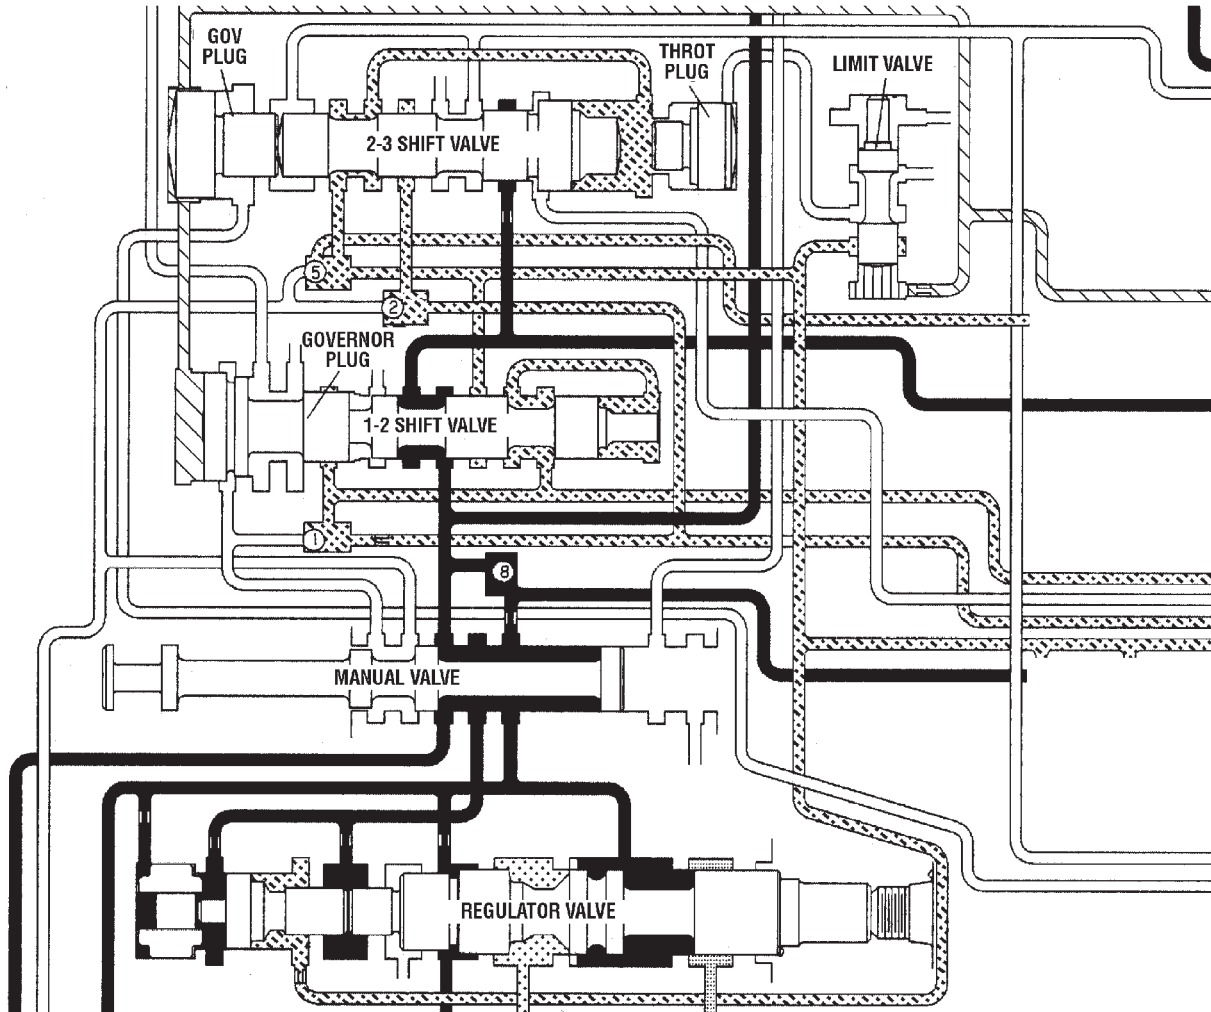 GOV
PLUG
THROT
PLUG
LIMIT VALVE
2-3 SHIFT VALVE
5
2
GOVERNOR
PLUG
1-2 SHIFT VALVE
1
8
MANUAL VALVE
REGULATOR VALVE